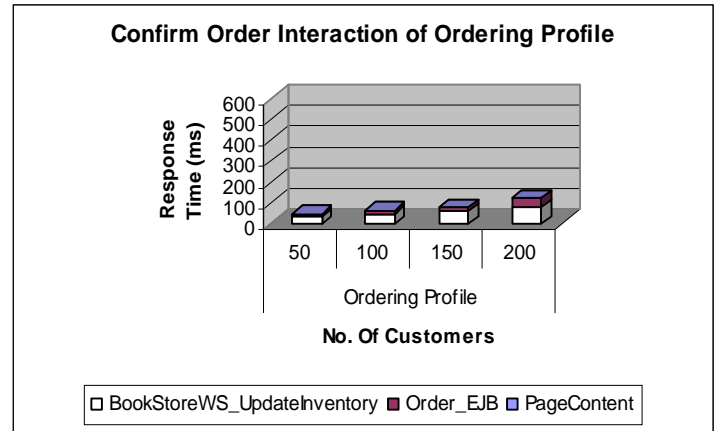 Confirm Order Interaction of Ordering Profile
Response
Time (ms)
600
500
400
300
200
100
0
50 100 150 200
Ordering Profile
No. Of Customers
BookStoreWS_UpdateInventory Order_EJB PageContent